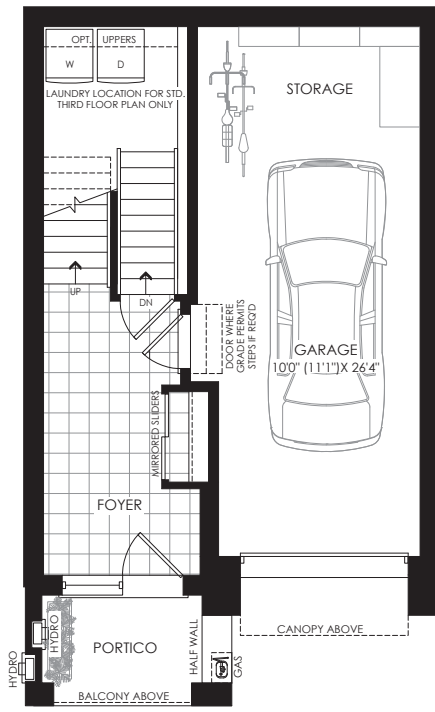 OPT. UPPERS
W
D
LAUNDRY LOCATION FOR STD.
THIRD FLOOR PLAN ONLY
STORAGE
UP
DN
DOOR WHERE
GRADE PERMITS
STEPS IF REQ'D
GARAGE
10'0" (11'1")X 26'4"
MIRRORED SLIDERS
FOYER
CANOPY ABOVE
HYDRO
HYDRO
PORTICO
HALF WALL
GAS
BALCONY ABOVE